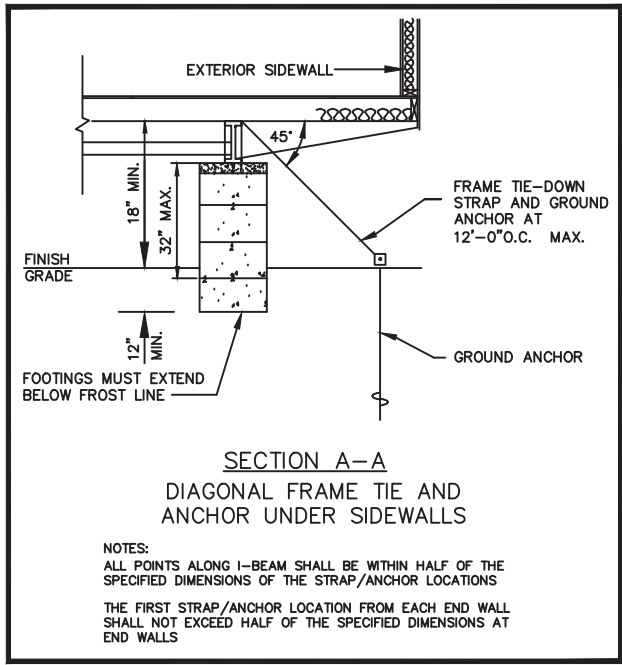 EXTERIOR SIDEWALL
45°
18" MIN.
32" MAX.
FRAME TIE-DOWN
STRAP AND GROUND
ANCHOR AT
12'-0"O.C. MAX.
FINISH
GRADE
12"
MIN.
GROUND ANCHOR
FOOTINGS MUST EXTEND
BELOW FROST LINE
SECTION A-A
DIAGONAL FRAME TIE AND
ANCHOR UNDER SIDEWALLS
NOTES:
ALL POINTS ALONG I-BEAM SHALL BE WITHIN HALF OF THE
SPECIFIED DIMENSIONS OF THE STRAP/ANCHOR LOCATIONS
THE FIRST STRAP/ANCHOR LOCATION FROM EACH END WALL
SHALL NOT EXCEED HALF OF THE SPECIFIED DIMENSIONS AT
END WALLS